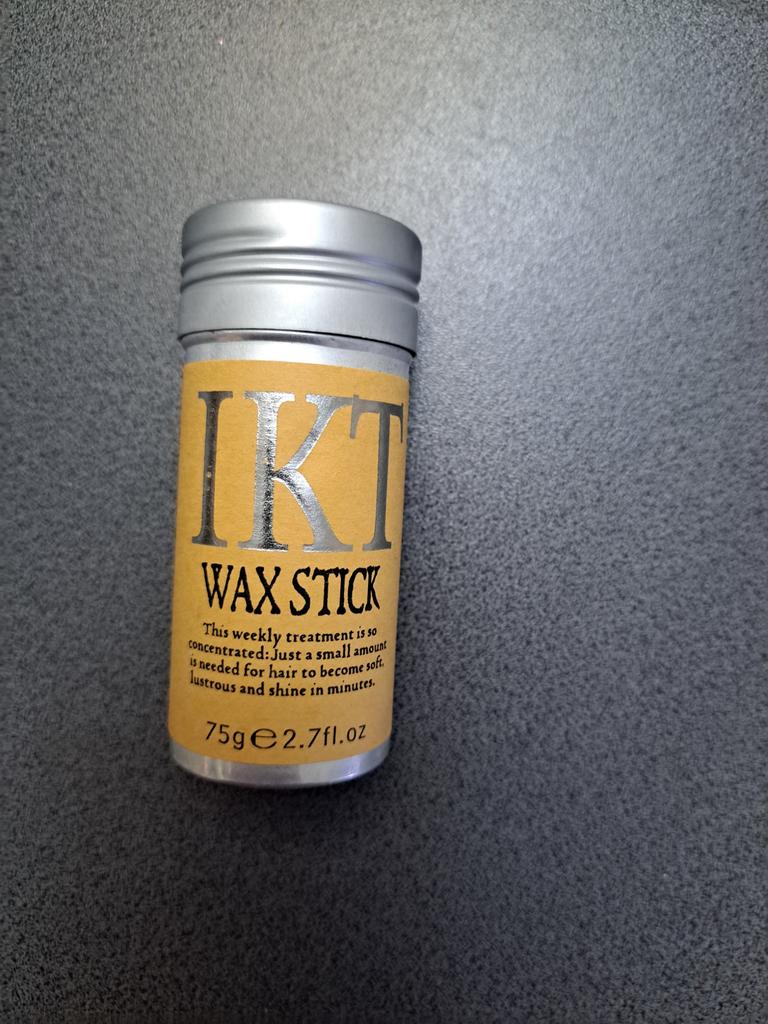 IKT
WAX STICK
This weekly treatment is so
concentrated: Just a small amount
is needed for hair to become soft,
lustrous and shine in minutes.
75g℮2.7fl.oz